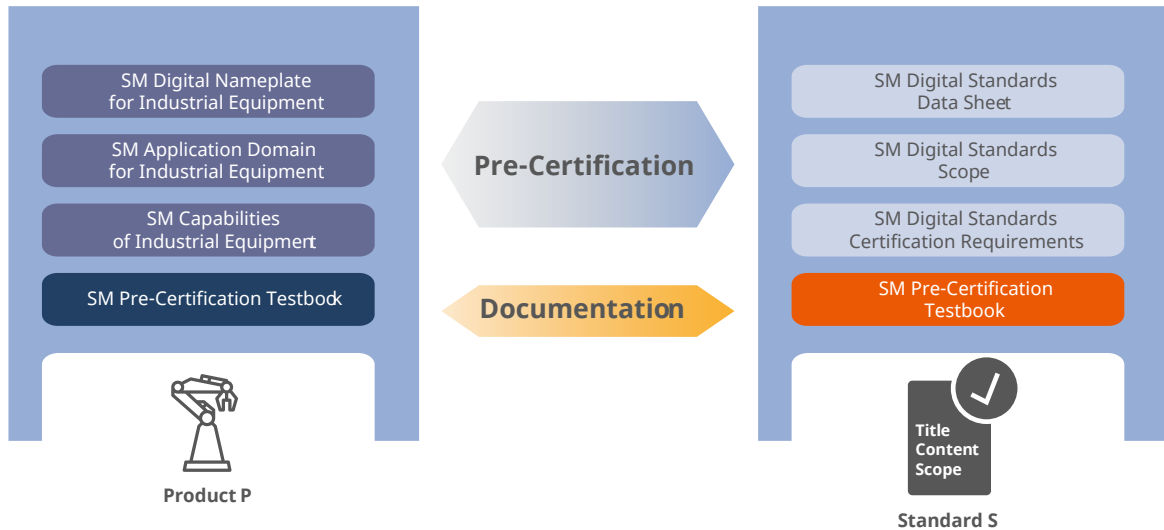 SM Digital Nameplate
for Industrial Equipment
SM Application Domain
for Industrial Equipment
SM Capabilities
of Industrial Equipment
SM Pre-Certification Testbook
Product P
Pre-Certification
Documentation
SM Digital Standards
Data Sheet
SM Digital Standards
Scope
SM Digital Standards
Certification Requirements
SM Pre-Certification
Testbook
Title
Content
Scope
Standard S